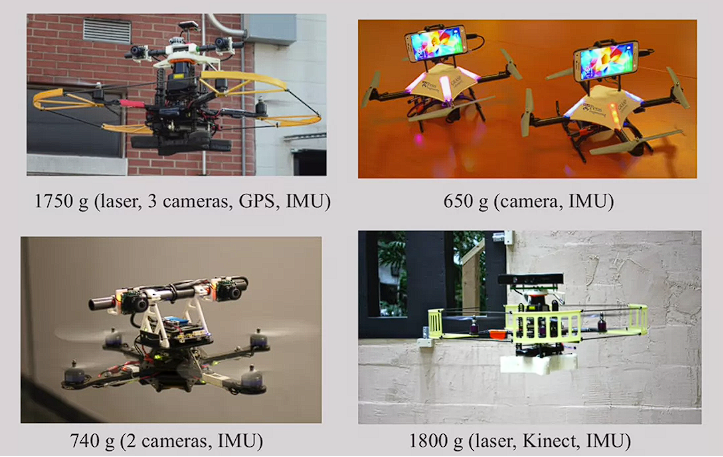 1750 g (laser, 3 cameras, GPS, IMU)
650 g (camera, IMU)
740 g (2 cameras, IMU)
1800 g (laser, Kinect, IMU)